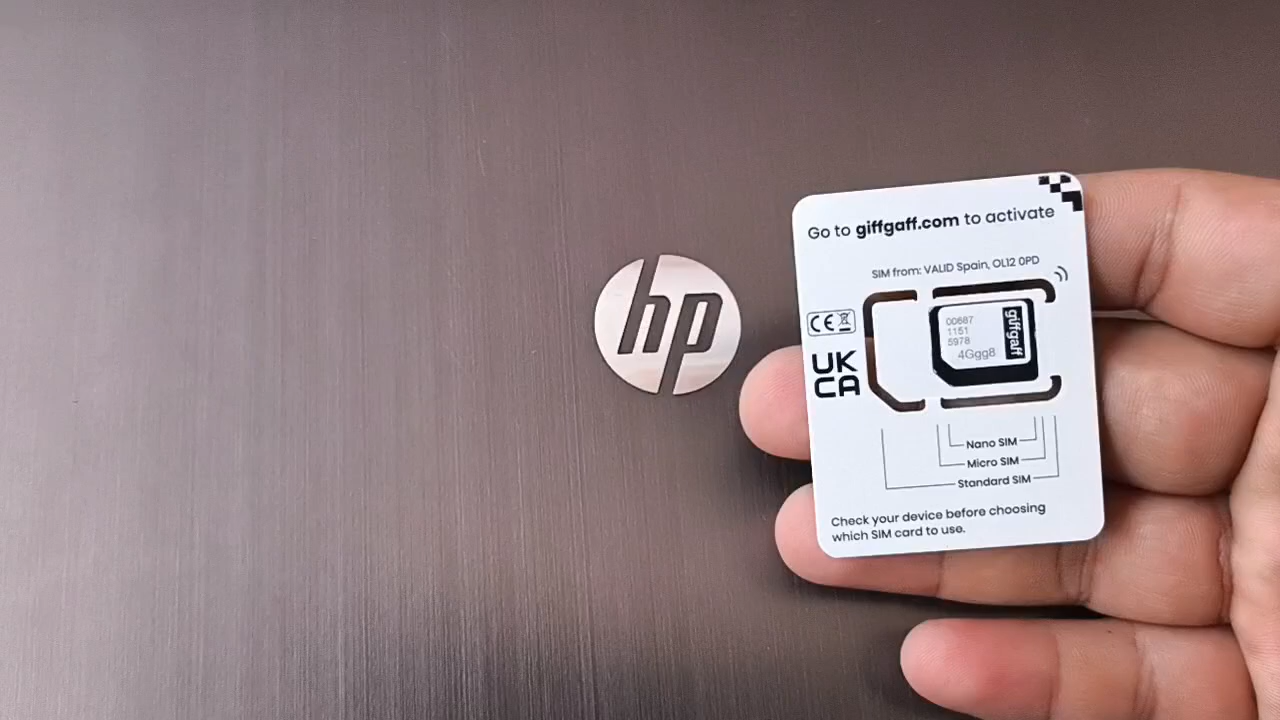 hp
Go to giffgaff.com to activate
SIM from: VALID Spain, OL12 0PD
CE
UK
CA
00687
1151
5978
4Ggg8
giffgaff
Nano SIM
Micro SIM
Standard SIM
Check your device before choosing
which SIM card to use.